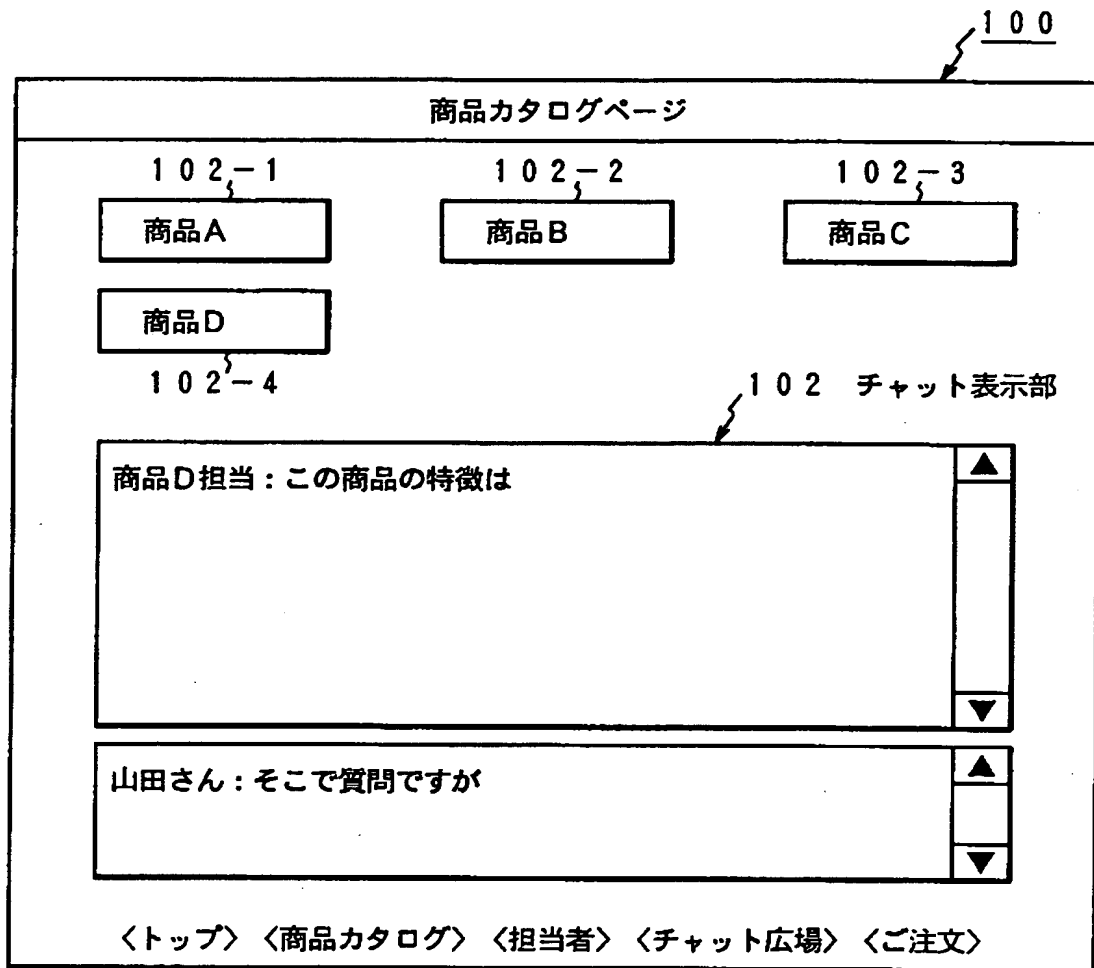 100
商品カタログページ
102-1 102-2 102-3
商品A 商品B 商品C
商品D
102-4
102 チャット表示部
商品D担当:この商品の特徴は
山田さん:そこで質問ですが
〈トップ〉〈商品カタログ〉〈担当者〉〈チャット広場〉〈ご注文〉